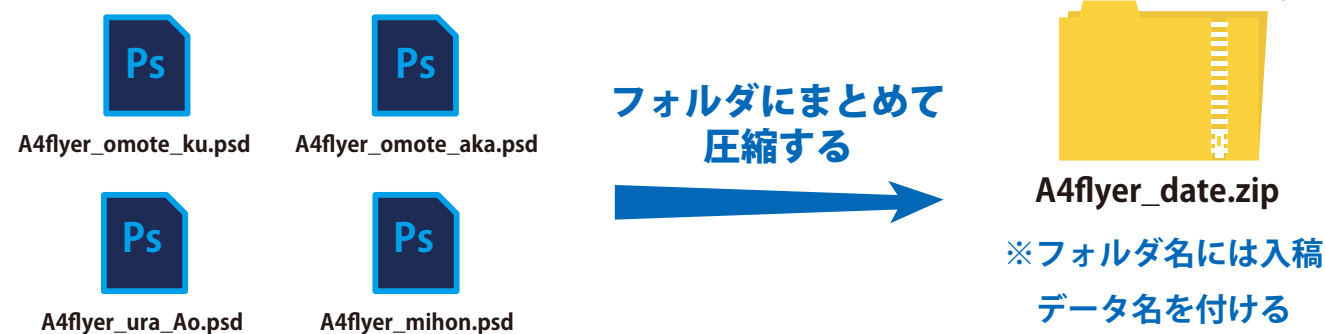 Ps
Ps
A4flyer_omote_ku.psd
A4flyer_omote_aka.psd
Ps
Ps
A4flyer_ura_Ao.psd
A4flyer_mihon.psd
フォルダにまとめて
圧縮する
A4flyer_date.zip
※フォルダ名には入稿
データ名を付ける